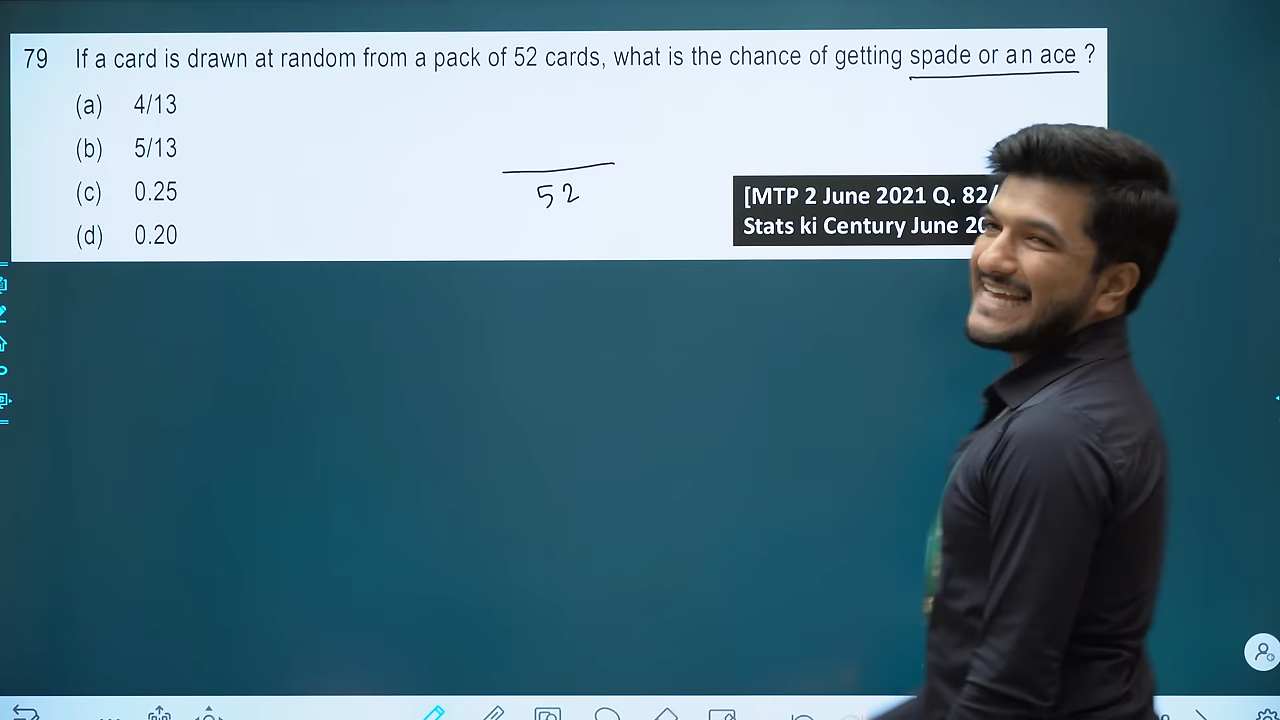 79 If a card is drawn at random from a pack of 52 cards, what is the chance of getting spade or an ace ?
(a) 4/13
(b) 5/13
(c) 0.25
(d) 0.20
52
[MTP 2 June 2021 Q. 82/
Stats ki Century June 20